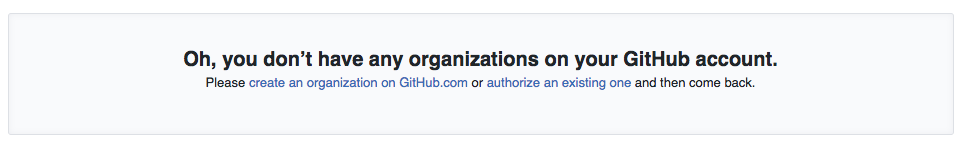 Oh, you don’t have any organizations on your GitHub account.
Please create an organization on GitHub.com or authorize an existing one and then come back.